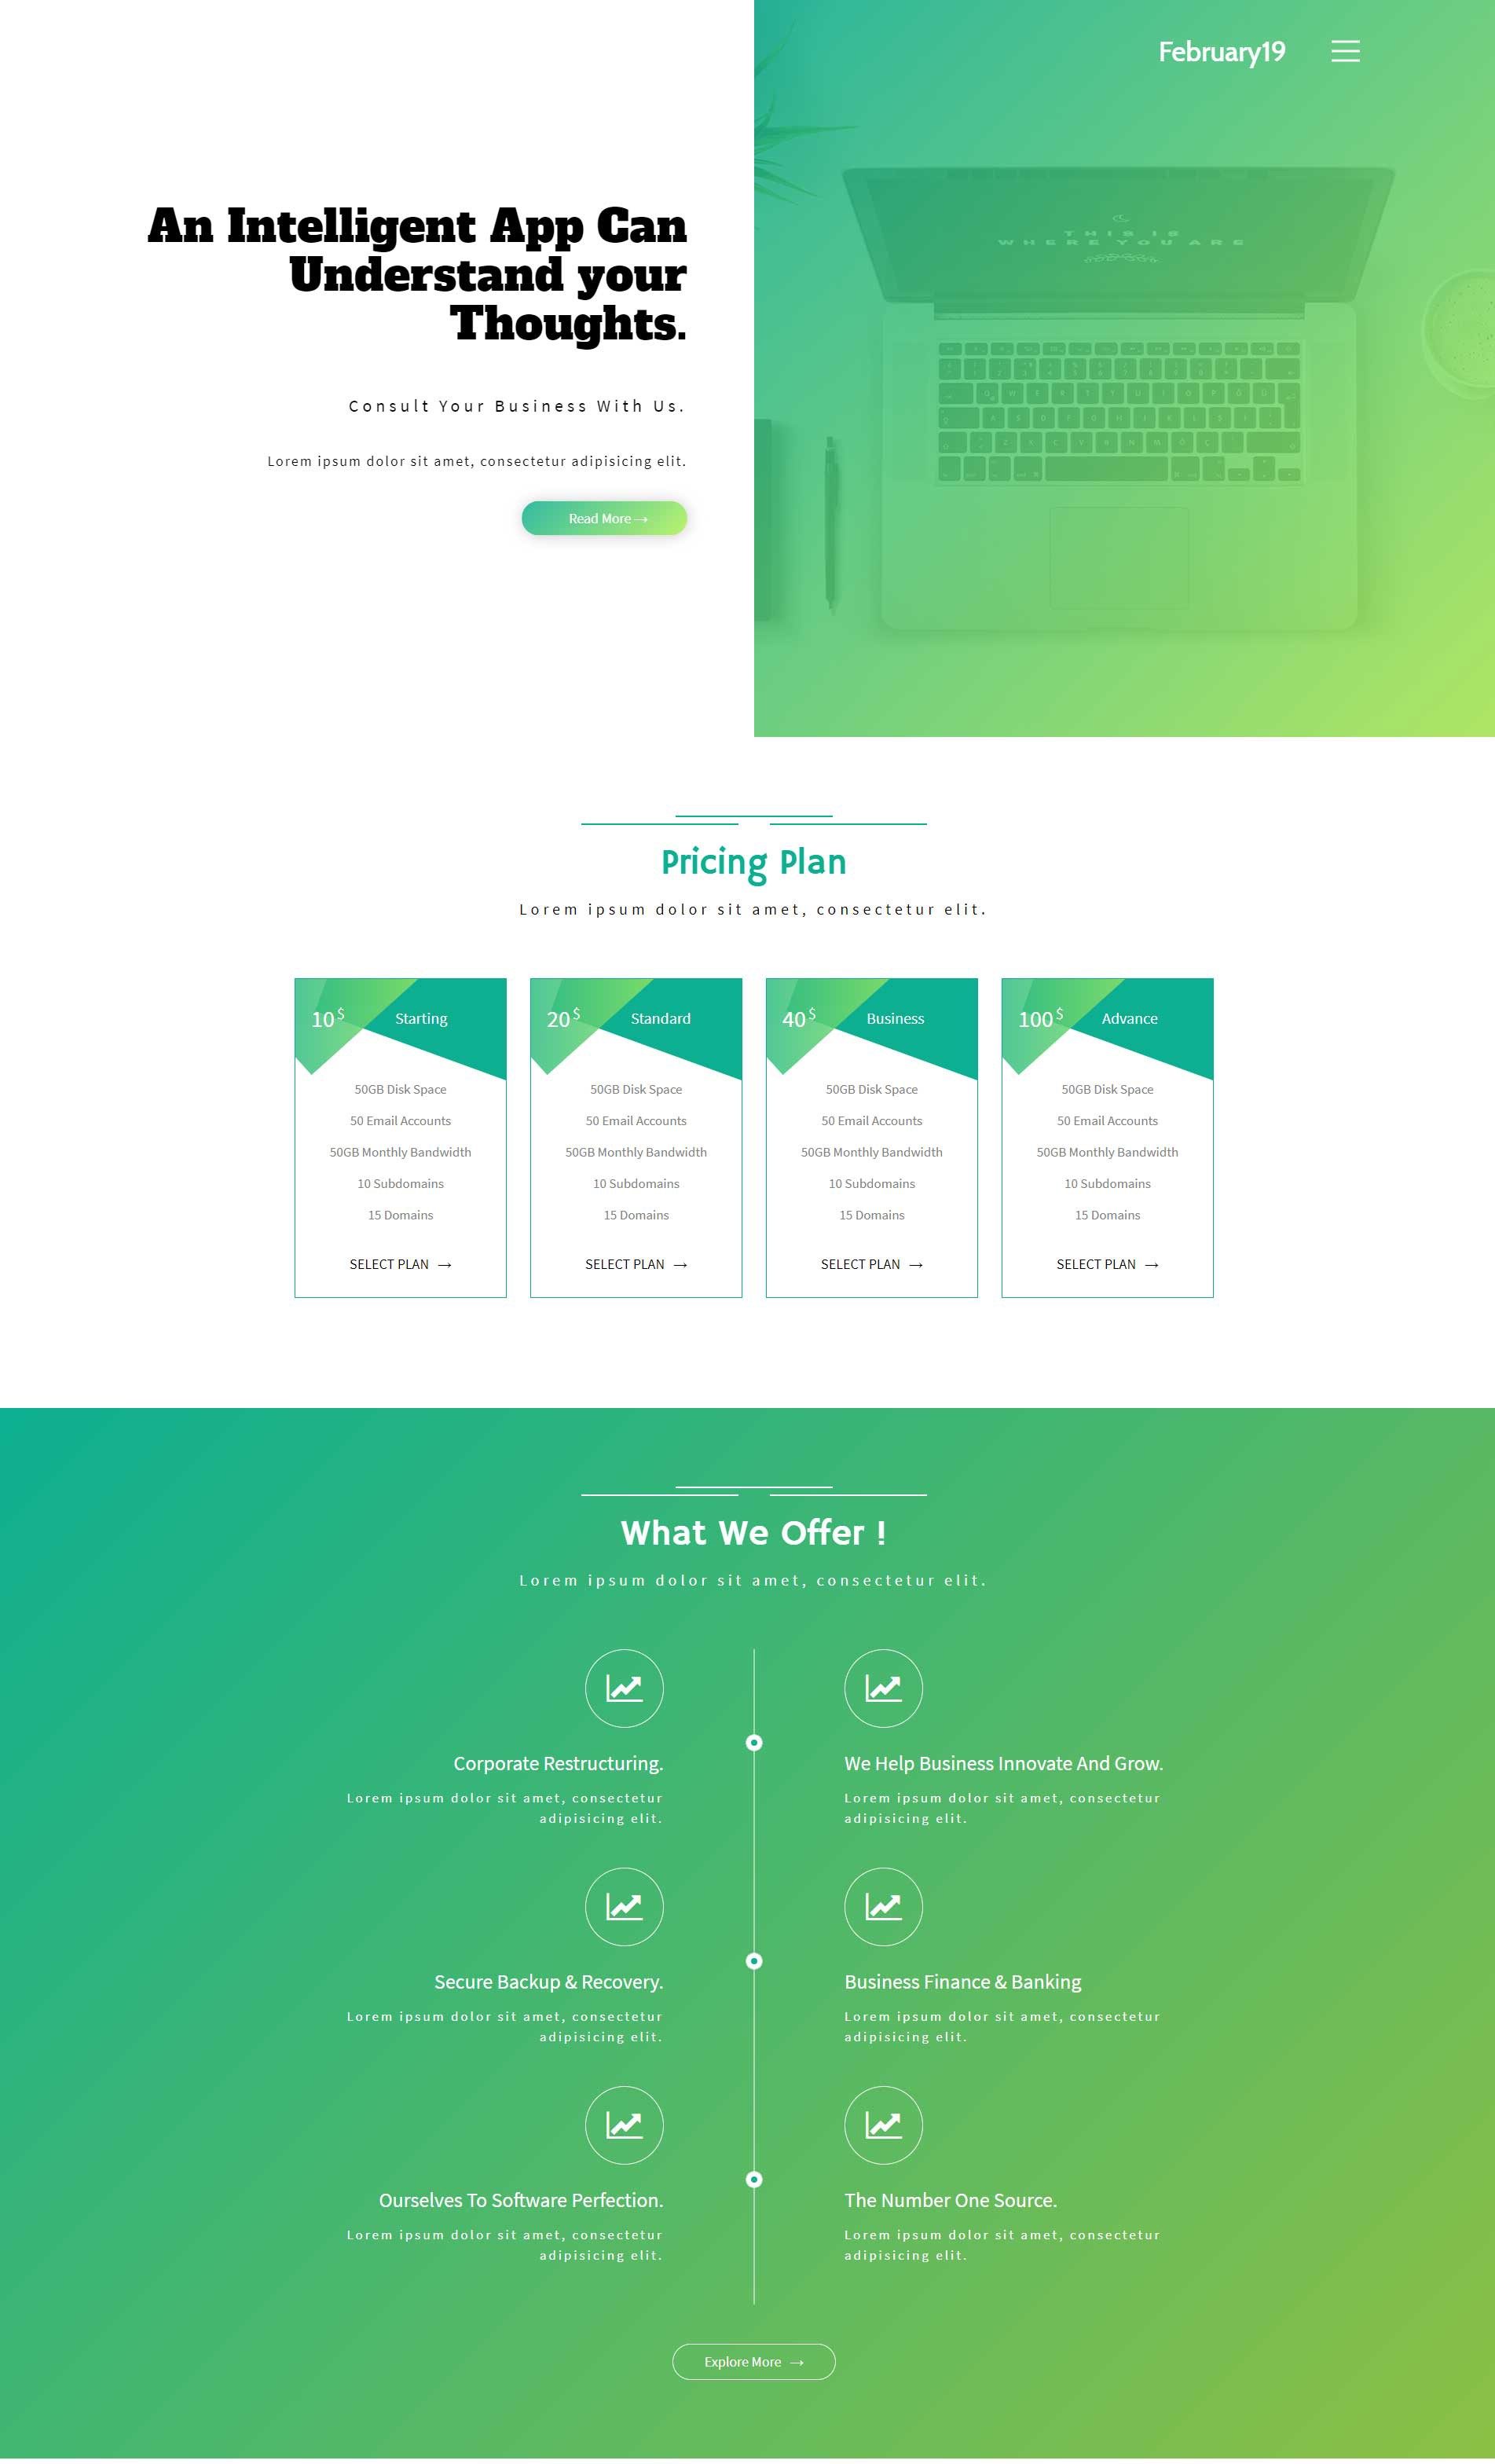 February19
THIS IS
WHERE YOU ARE
An Intelligent App Can
Understand your
Thoughts.
Consult Your Business With Us.
Lorem ipsum dolor sit amet, consectetur adipisicing elit.
Read More →
Pricing Plan
Lorem ipsum dolor sit amet, consectetur elit.
10 $ Starting
50GB Disk Space
50 Email Accounts
50GB Monthly Bandwidth
10 Subdomains
15 Domains
SELECT PLAN →
20 $ Standard
50GB Disk Space
50 Email Accounts
50GB Monthly Bandwidth
10 Subdomains
15 Domains
SELECT PLAN →
40 $ Business
50GB Disk Space
50 Email Accounts
50GB Monthly Bandwidth
10 Subdomains
15 Domains
SELECT PLAN →
100 $ Advance
50GB Disk Space
50 Email Accounts
50GB Monthly Bandwidth
10 Subdomains
15 Domains
SELECT PLAN →
What We Offer !
Lorem ipsum dolor sit amet, consectetur elit.
Corporate Restructuring.
Lorem ipsum dolor sit amet, consectetur
adipisicing elit.
We Help Business Innovate And Grow.
Lorem ipsum dolor sit amet, consectetur
adipisicing elit.
Secure Backup & Recovery.
Lorem ipsum dolor sit amet, consectetur
adipisicing elit.
Business Finance & Banking
Lorem ipsum dolor sit amet, consectetur
adipisicing elit.
Ourselves To Software Perfection.
Lorem ipsum dolor sit amet, consectetur
adipisicing elit.
The Number One Source.
Lorem ipsum dolor sit amet, consectetur
adipisicing elit.
Explore More →